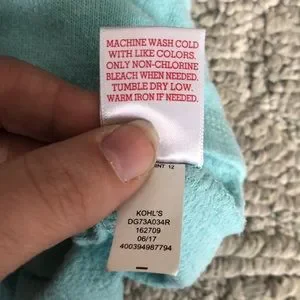 MACHINE WASH COLD
WITH LIKE COLORS.
ONLY NON-CHLORINE
BLEACH WHEN NEEDED.
TUMBLE DRY LOW.
WARM IRON IF NEEDED.
12
KOHL'S
DG73A034R
162709
06/17
400394987794